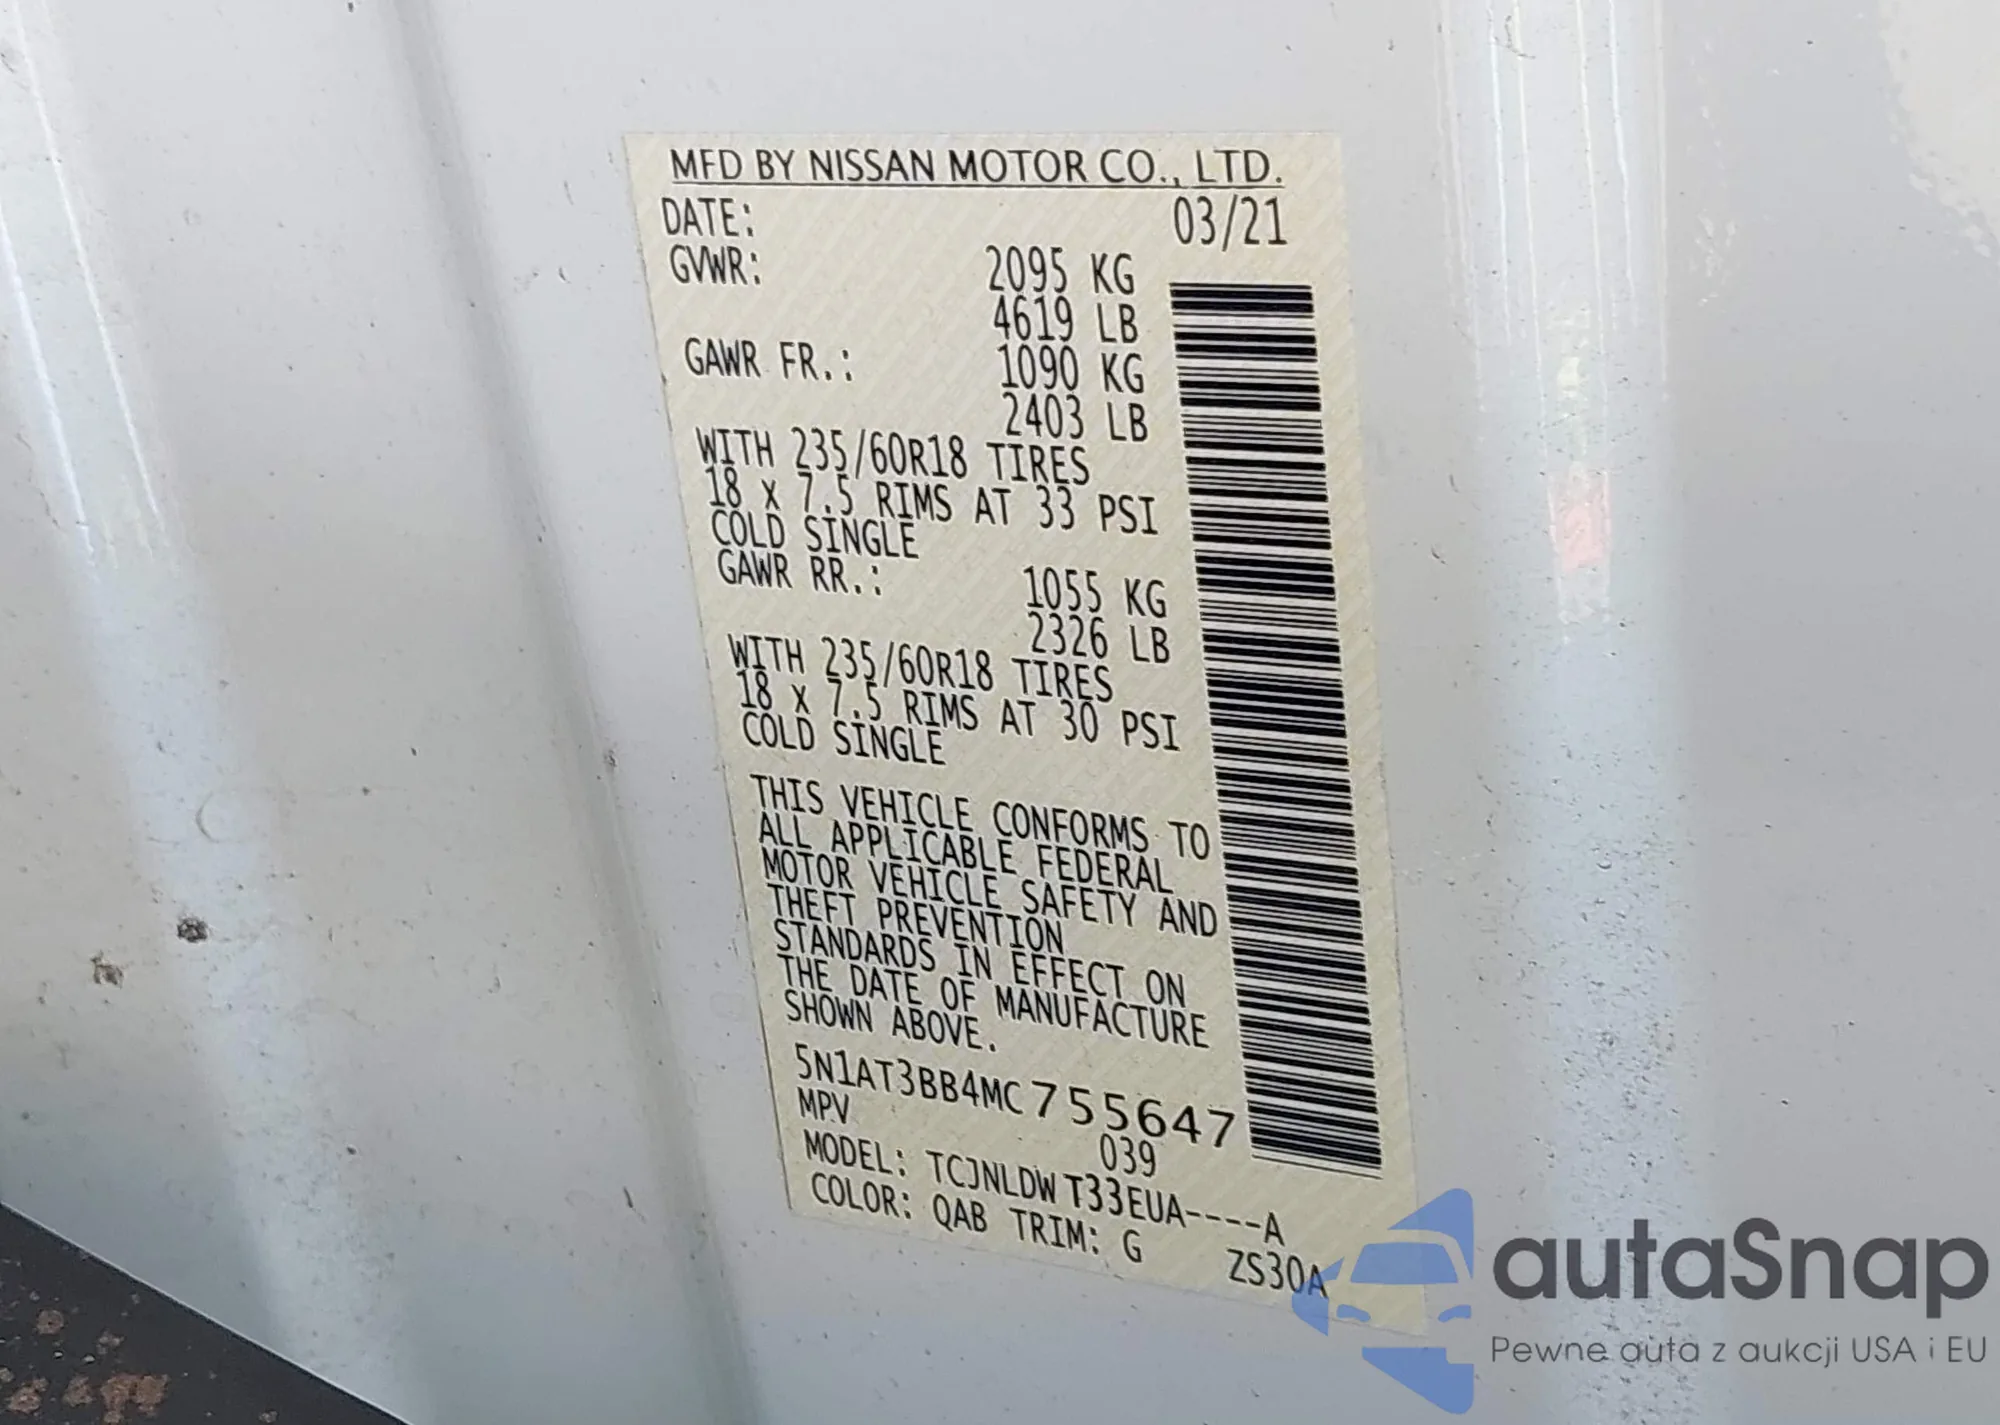 MFD BY NISSAN MOTOR CO., LTD.
DATE: 03/21
GVWR: 2095 KG
4619 LB
GAWR FR.: 1090 KG
2403 LB
WITH 235/60R18 TIRES
18 x 7.5 RIMS AT 33 PSI
COLD SINGLE
GAWR RR.: 1055 KG
2326 LB
WITH 235/60R18 TIRES
18 x 7.5 RIMS AT 30 PSI
COLD SINGLE
THIS VEHICLE CONFORMS TO
ALL APPLICABLE FEDERAL
MOTOR VEHICLE SAFETY AND
THEFT PREVENTION
STANDARDS IN EFFECT ON
THE DATE OF MANUFACTURE
SHOWN ABOVE.
5N1AT3BB4MC755647
MPV 039
MODEL: TCJNLDWT33EUA----A
COLOR: QAB TRIM: G ZS30A
autaSnap
Pewne auta z aukcji USA i EU